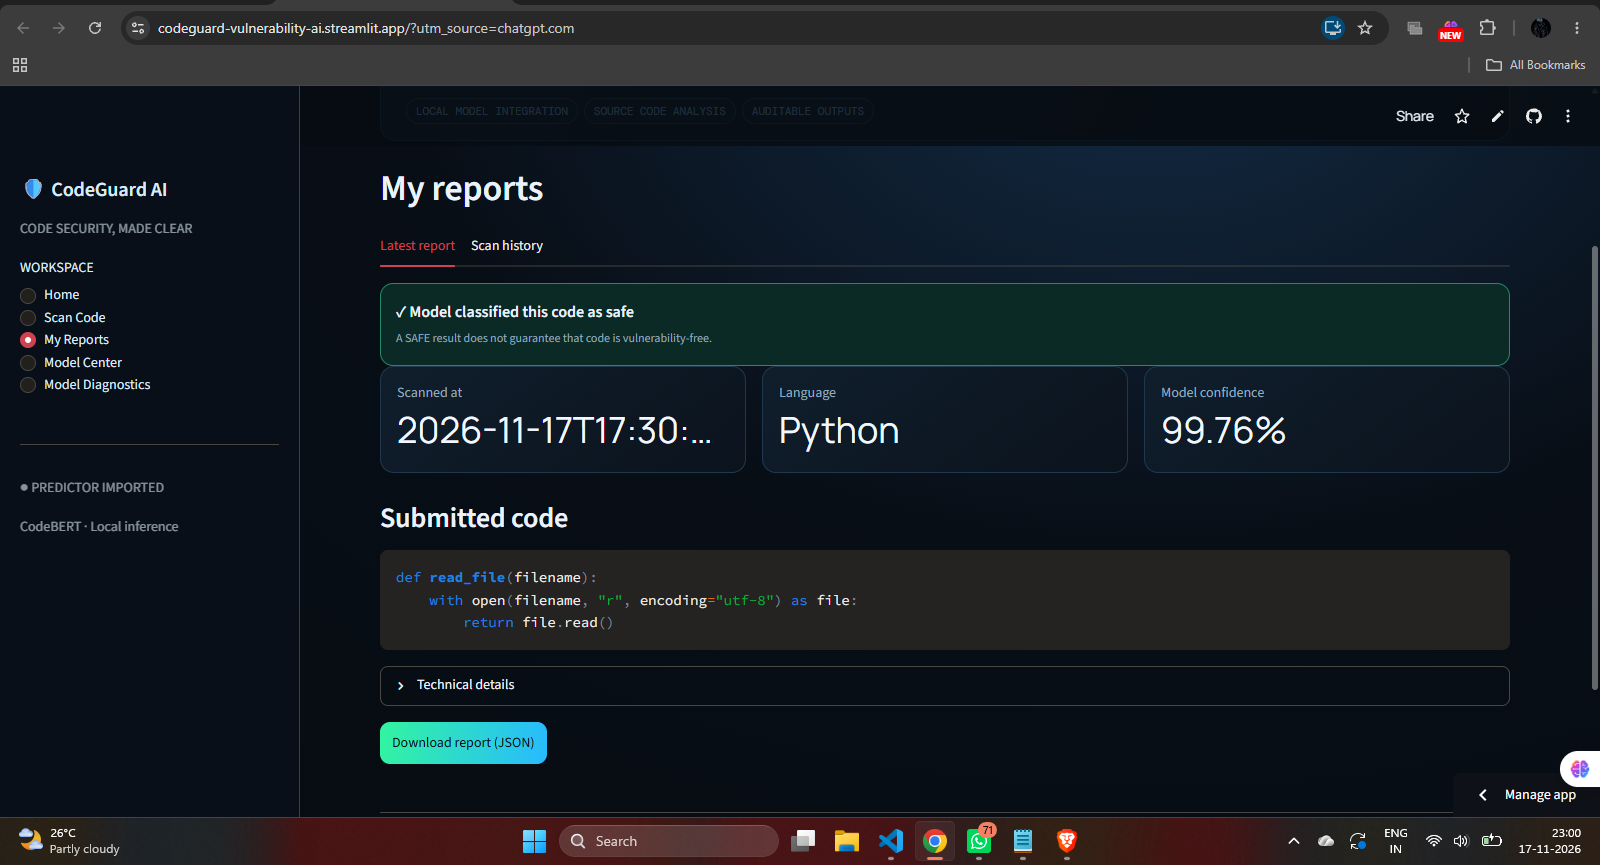 codeguard-vulnerability-ai.streamlit.app/?utm_source=chatgpt.com
NEW
All Bookmarks
LOCAL MODEL INTEGRATION
SOURCE CODE ANALYSIS
AUDITABLE OUTPUTS
Share
CodeGuard AI
CODE SECURITY, MADE CLEAR
WORKSPACE
Home
Scan Code
My Reports
Model Center
Model Diagnostics
PREDICTOR IMPORTED
CodeBERT · Local inference
My reports
Latest report
Scan history
✓ Model classified this code as safe
A SAFE result does not guarantee that code is vulnerability-free.
Scanned at
2026-11-17T17:30:...
Language
Python
Model confidence
99.76%
Submitted code
def read_file(filename):
    with open(filename, "r", encoding="utf-8") as file:
        return file.read()
Technical details
Download report (JSON)
Manage app
26°C
Partly cloudy
Search
71
ENG
IN
23:00
17-11-2026